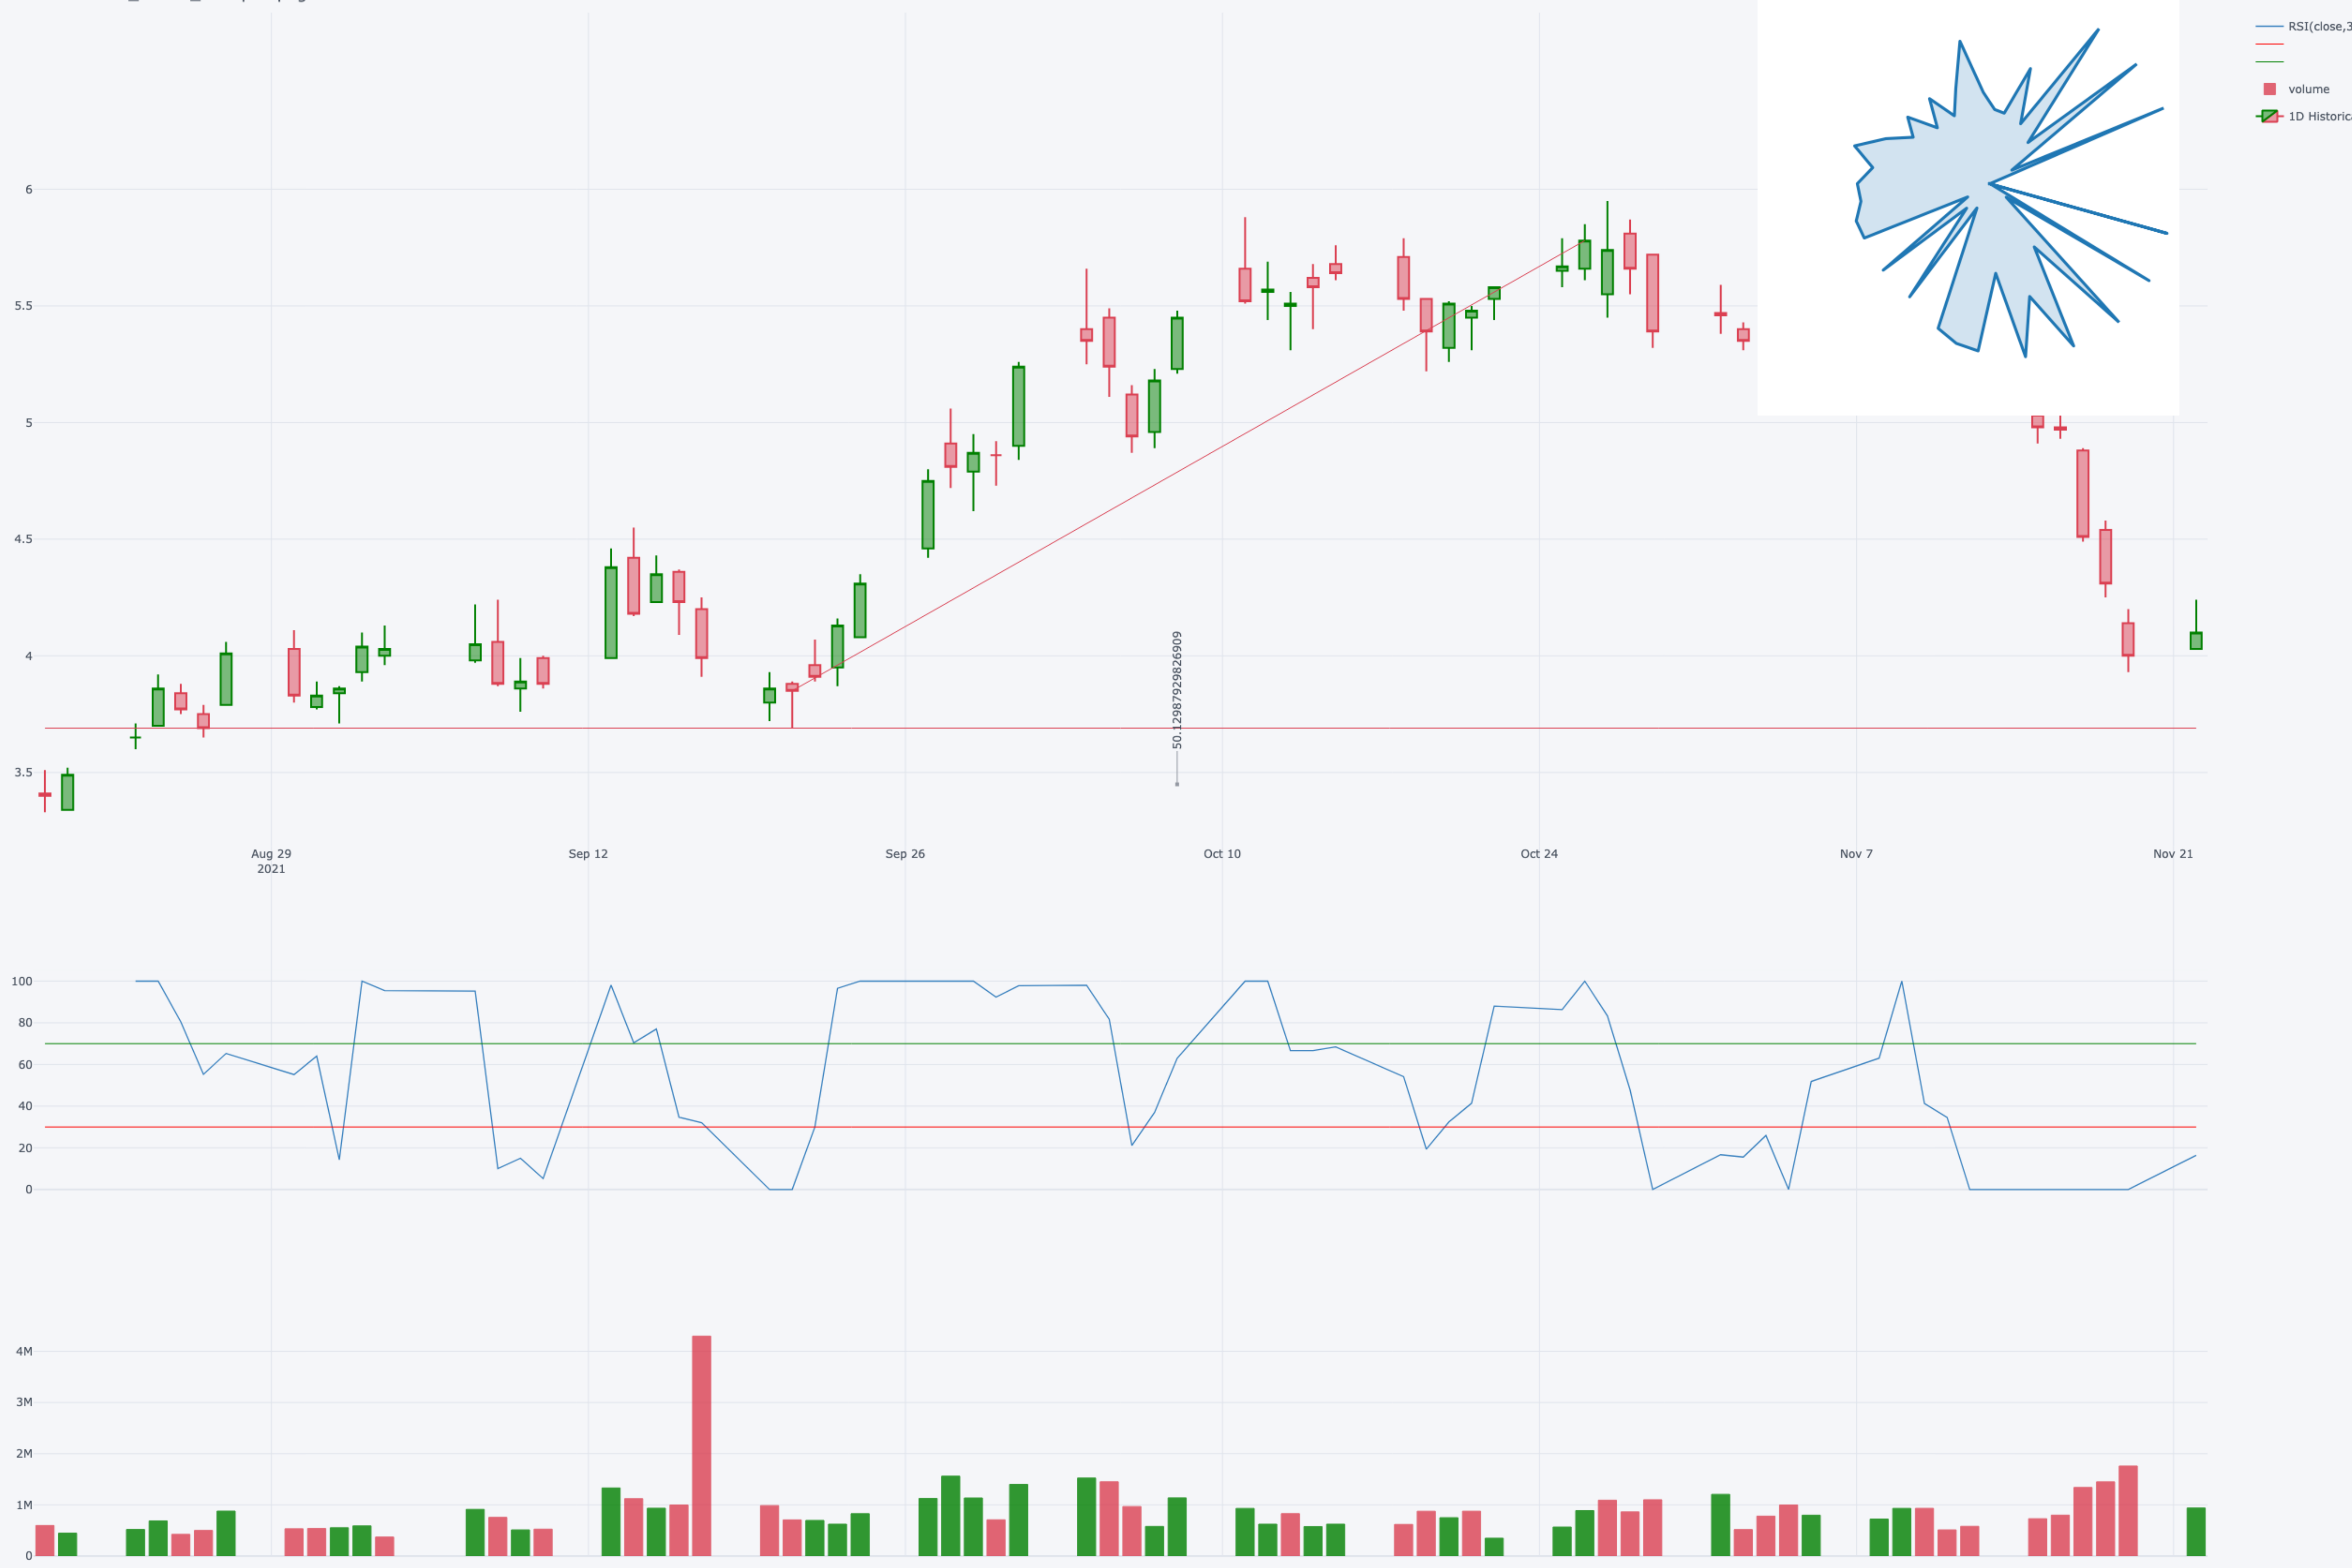 RSI(close,3
volume
1D Historic
6
5.5
5
4.5
4
3.5
50.12987929826909
Aug 29
2021
Sep 12
Sep 26
Oct 10
Oct 24
Nov 7
Nov 21
100
80
60
40
20
0
4M
3M
2M
1M
0